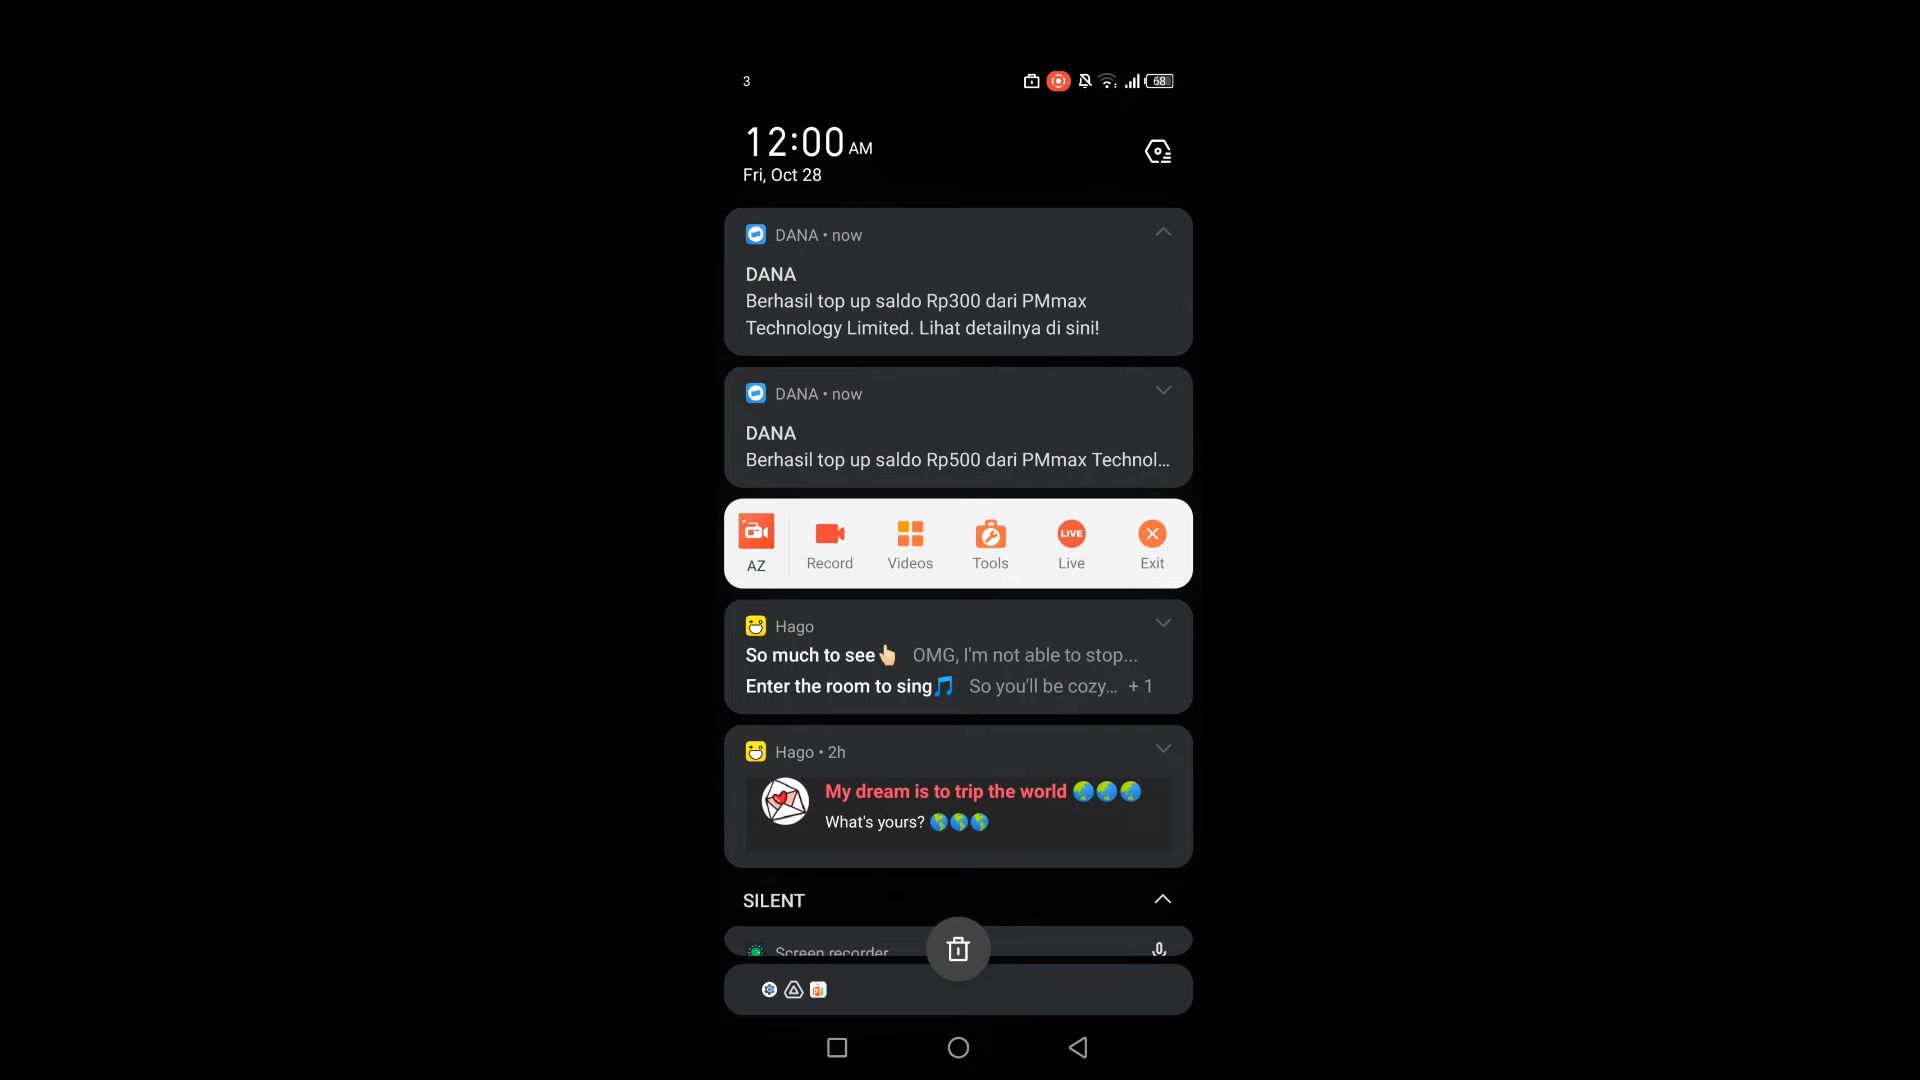 3
68
12:00 AM
Fri, Oct 28
DANA • now
DANA
Berhasil top up saldo Rp300 dari PMmax
Technology Limited. Lihat detailnya di sini!
DANA • now
DANA
Berhasil top up saldo Rp500 dari PMmax Technol...
AZ
Record
Videos
Tools
LIVE
Live
Exit
Hago
So much to see👆🏻 OMG, I'm not able to stop...
Enter the room to sing🎵 So you'll be cozy... + 1
Hago • 2h
My dream is to trip the world 🌏🌏🌏
What's yours? 🌎🌎🌎
SILENT
Screen recorder